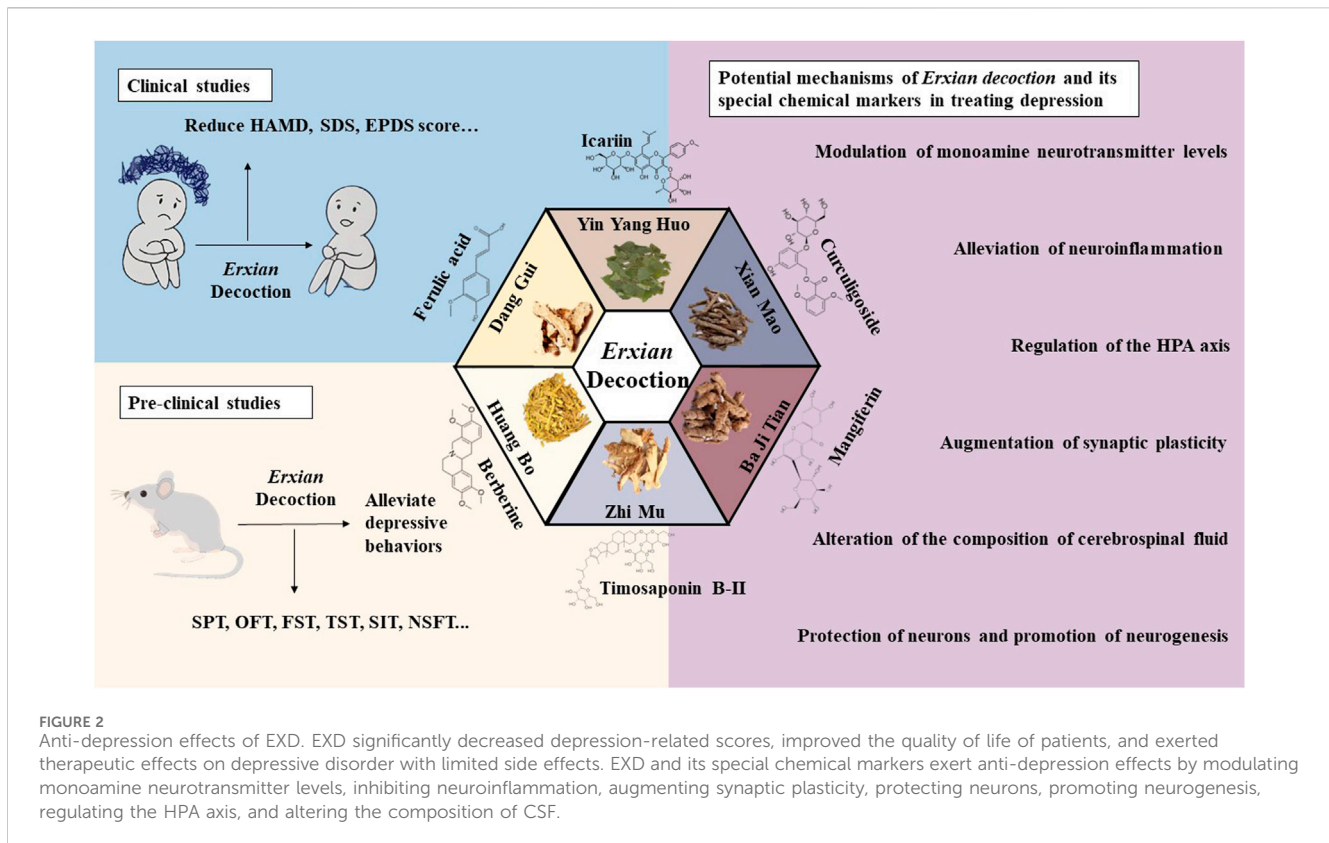 Clinical studies
Reduce HAMD, SDS, EPDS score…
Erxian
Decoction
Pre-clinical studies
Erxian
Decoction
Alleviate
depressive
behaviors
SPT, OFT, FST, TST, SIT, NSFT...
Icariin
Yin Yang Huo
Curculigoside
Xian Mao
Mangiferin
Ba Ji Tian
Timosaponin B-II
Zhi Mu
Berberine
Huang Bo
Ferulic acid
Dang Gui
Erxian
Decoction
Potential mechanisms of Erxian decoction and its
special chemical markers in treating depression
Modulation of monoamine neurotransmitter levels
Alleviation of neuroinflammation
Regulation of the HPA axis
Augmentation of synaptic plasticity
Alteration of the composition of cerebrospinal fluid
Protection of neurons and promotion of neurogenesis
FIGURE 2
Anti-depression effects of EXD. EXD significantly decreased depression-related scores, improved the quality of life of patients, and exerted
therapeutic effects on depressive disorder with limited side effects. EXD and its special chemical markers exert anti-depression effects by modulating
monoamine neurotransmitter levels, inhibiting neuroinflammation, augmenting synaptic plasticity, protecting neurons, promoting neurogenesis,
regulating the HPA axis, and altering the composition of CSF.